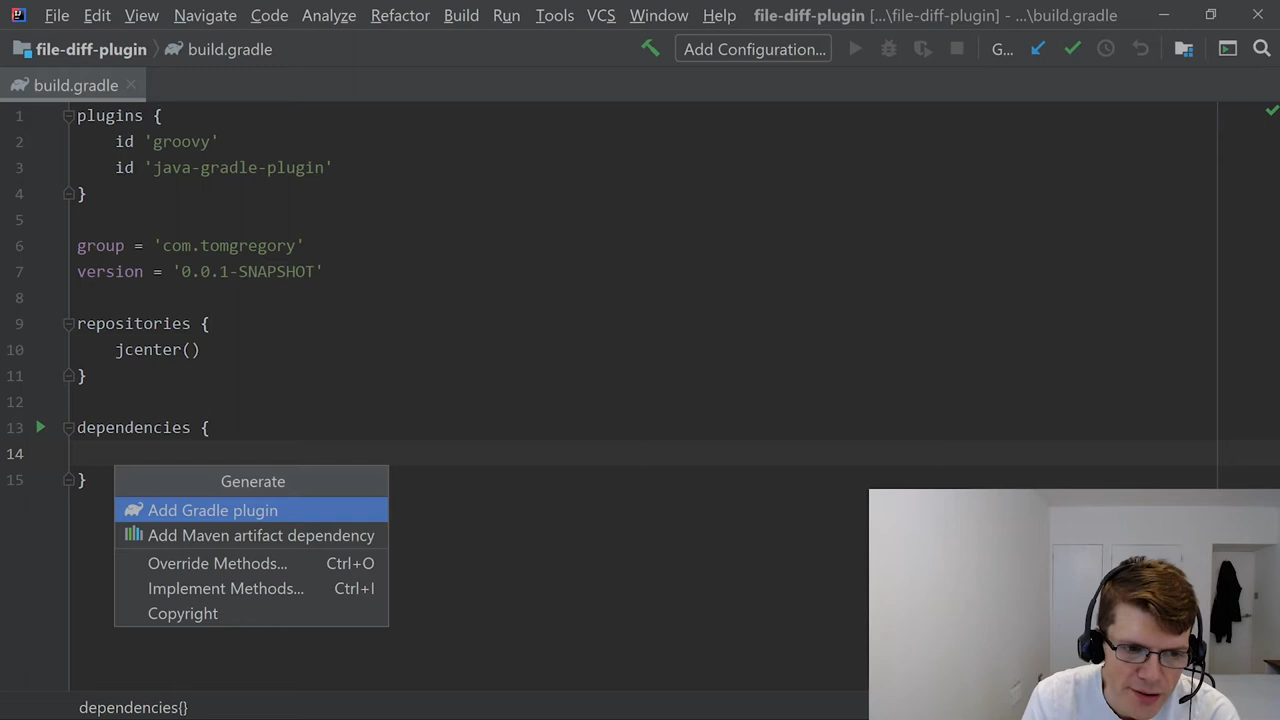 File Edit View Navigate Code Analyze Refactor Build Run Tools VCS Window Help file-diff-plugin [...\file-diff-plugin] - ...\build.gradle
file-diff-plugin build.gradle Add Configuration... G...
build.gradle
1 plugins {
2 id 'groovy'
3 id 'java-gradle-plugin'
4 }
5
6 group = 'com.tomgregory'
7 version = '0.0.1-SNAPSHOT'
8
9 repositories {
10 jcenter()
11 }
12
13 dependencies {
14
15 }
Generate
Add Gradle plugin
Add Maven artifact dependency
Override Methods... Ctrl+O
Implement Methods... Ctrl+I
Copyright
dependencies{}